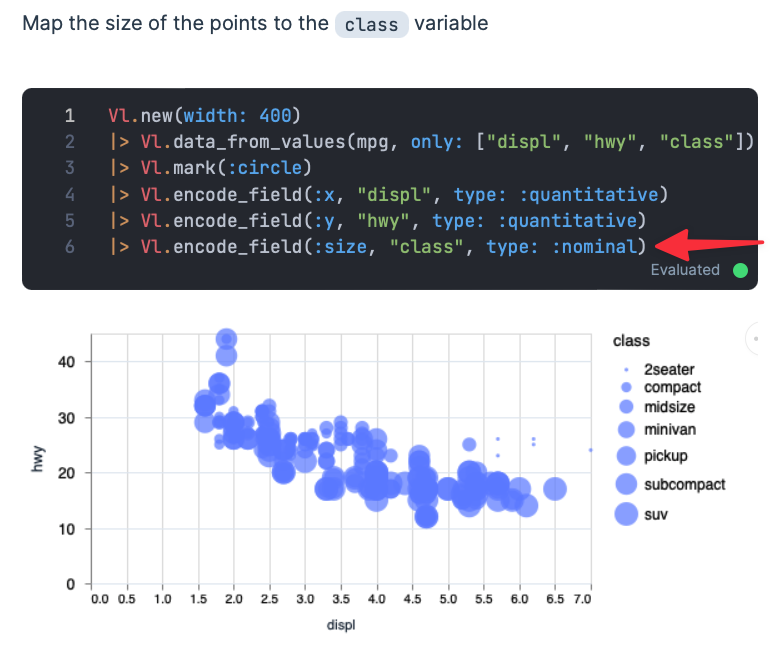 Map the size of the points to the class variable
1 Vl.new(width: 400)
2 |> Vl.data_from_values(mpg, only: ["displ", "hwy", "class"])
3 |> Vl.mark(:circle)
4 |> Vl.encode_field(:x, "displ", type: :quantitative)
5 |> Vl.encode_field(:y, "hwy", type: :quantitative)
6 |> Vl.encode_field(:size, "class", type: :nominal)
Evaluated
class
2seater
compact
midsize
minivan
pickup
subcompact
suv
hwy
40
30
20
10
0
0.0 0.5 1.0 1.5 2.0 2.5 3.0 3.5 4.0 4.5 5.0 5.5 6.0 6.5 7.0
displ